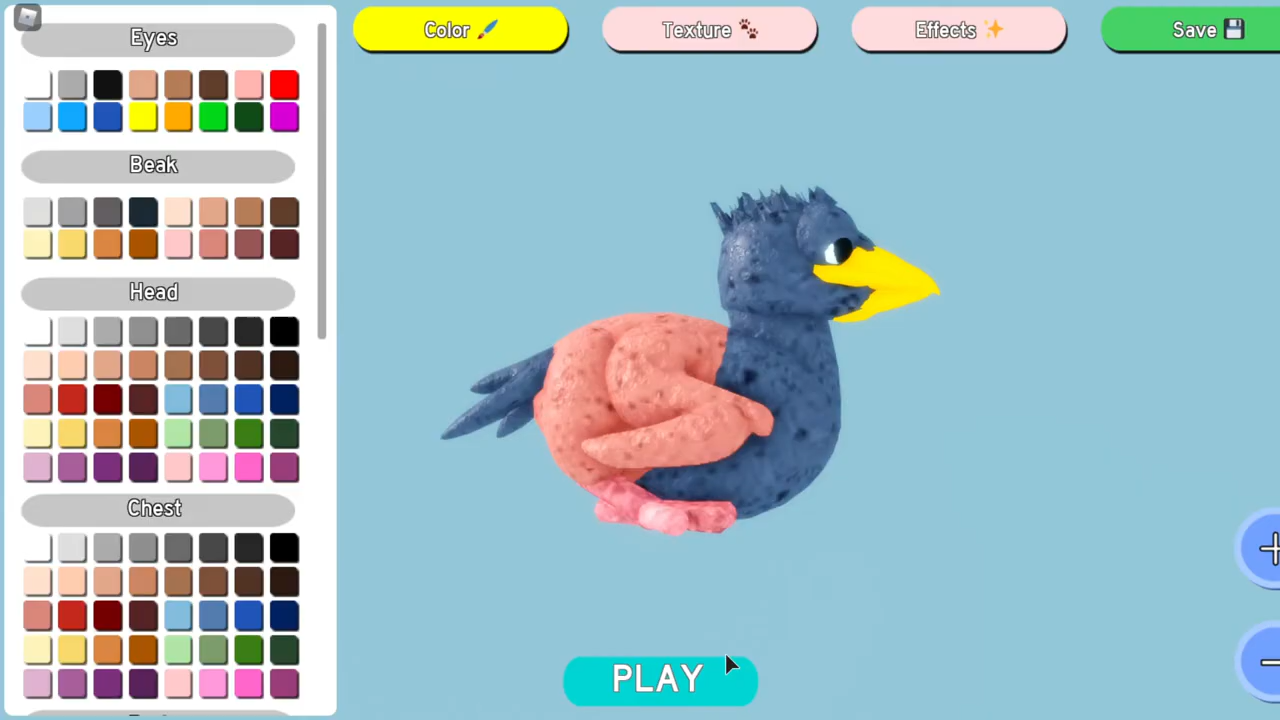 Eyes
Color
Texture
Effects
Save
Beak
Head
Chest
PLAY